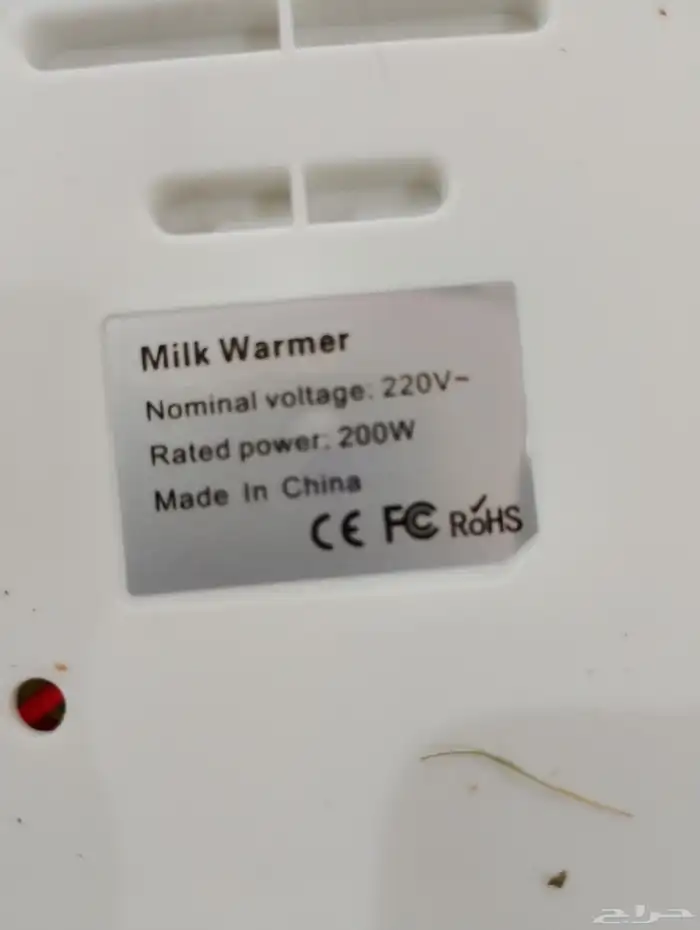 Milk Warmer
Nominal voltage: 220V~
Rated power: 200W
Made In China
CE FC RoHS
حراج